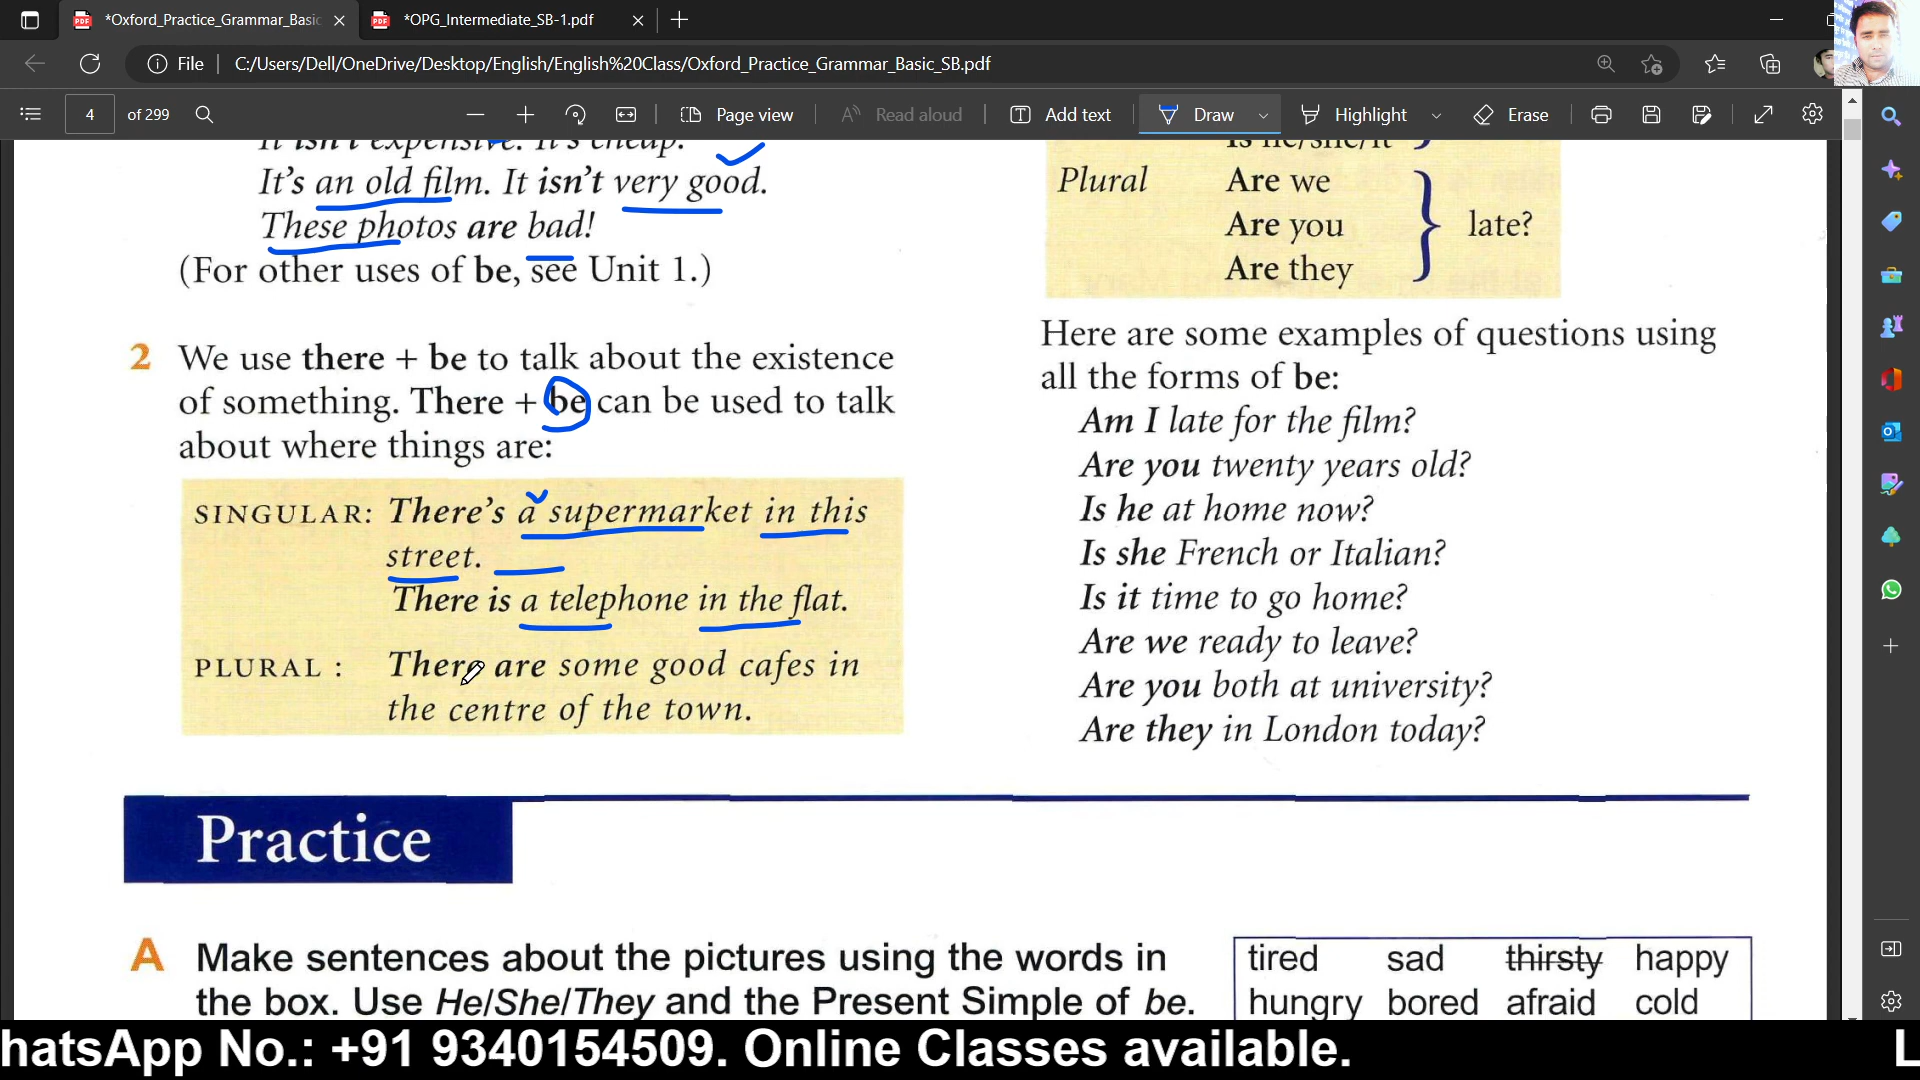 *Oxford_Practice_Grammar_Basic
*OPG_Intermediate_SB-1.pdf
File
C:/Users/Dell/OneDrive/Desktop/English/English%20Class/Oxford_Practice_Grammar_Basic_SB.pdf
4 of 299
Page view
Read aloud
Add text
Draw
Highlight
Erase
It isn't expensive. It's cheap.
It's an old film. It isn't very good.
These photos are bad!
(For other uses of be, see Unit 1.)
2 We use there + be to talk about the existence
of something. There + be can be used to talk
about where things are:
SINGULAR: There's a supermarket in this
street.
There is a telephone in the flat.
PLURAL : There are some good cafes in
the centre of the town.
Is he/she/it
Plural Are we
Are you late?
Are they
Here are some examples of questions using
all the forms of be:
Am I late for the film?
Are you twenty years old?
Is he at home now?
Is she French or Italian?
Is it time to go home?
Are we ready to leave?
Are you both at university?
Are they in London today?
Practice
A Make sentences about the pictures using the words in
the box. Use He/She/They and the Present Simple of be.
tired sad thirsty happy
hungry bored afraid cold
hatsApp No.: +91 9340154509. Online Classes available. L